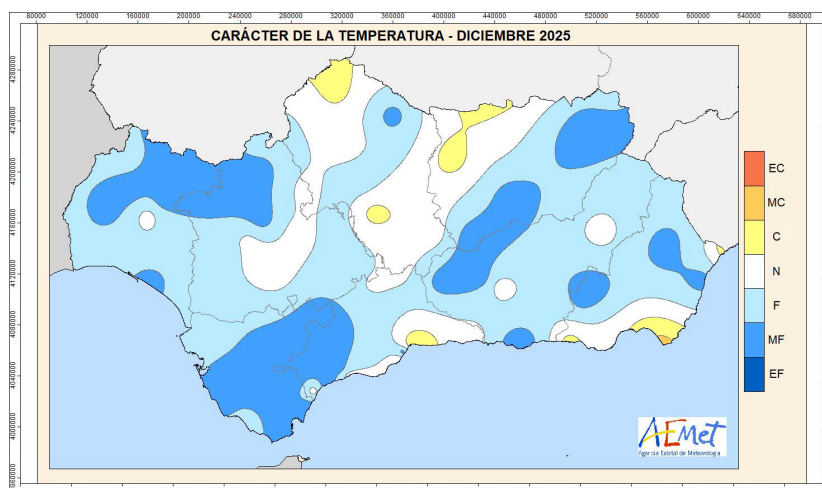 80000 120000 160000 200000 240000 280000 320000 360000 400000 440000 480000 520000 560000 600000 640000 680000
CARÁCTER DE LA TEMPERATURA - DICIEMBRE 2025
4280000
4240000
4200000
4160000
4120000
4080000
4040000
4000000
3960000
EC
MC
C
N
F
MF
EF
AEMet
Agencia Estatal de Meteorología